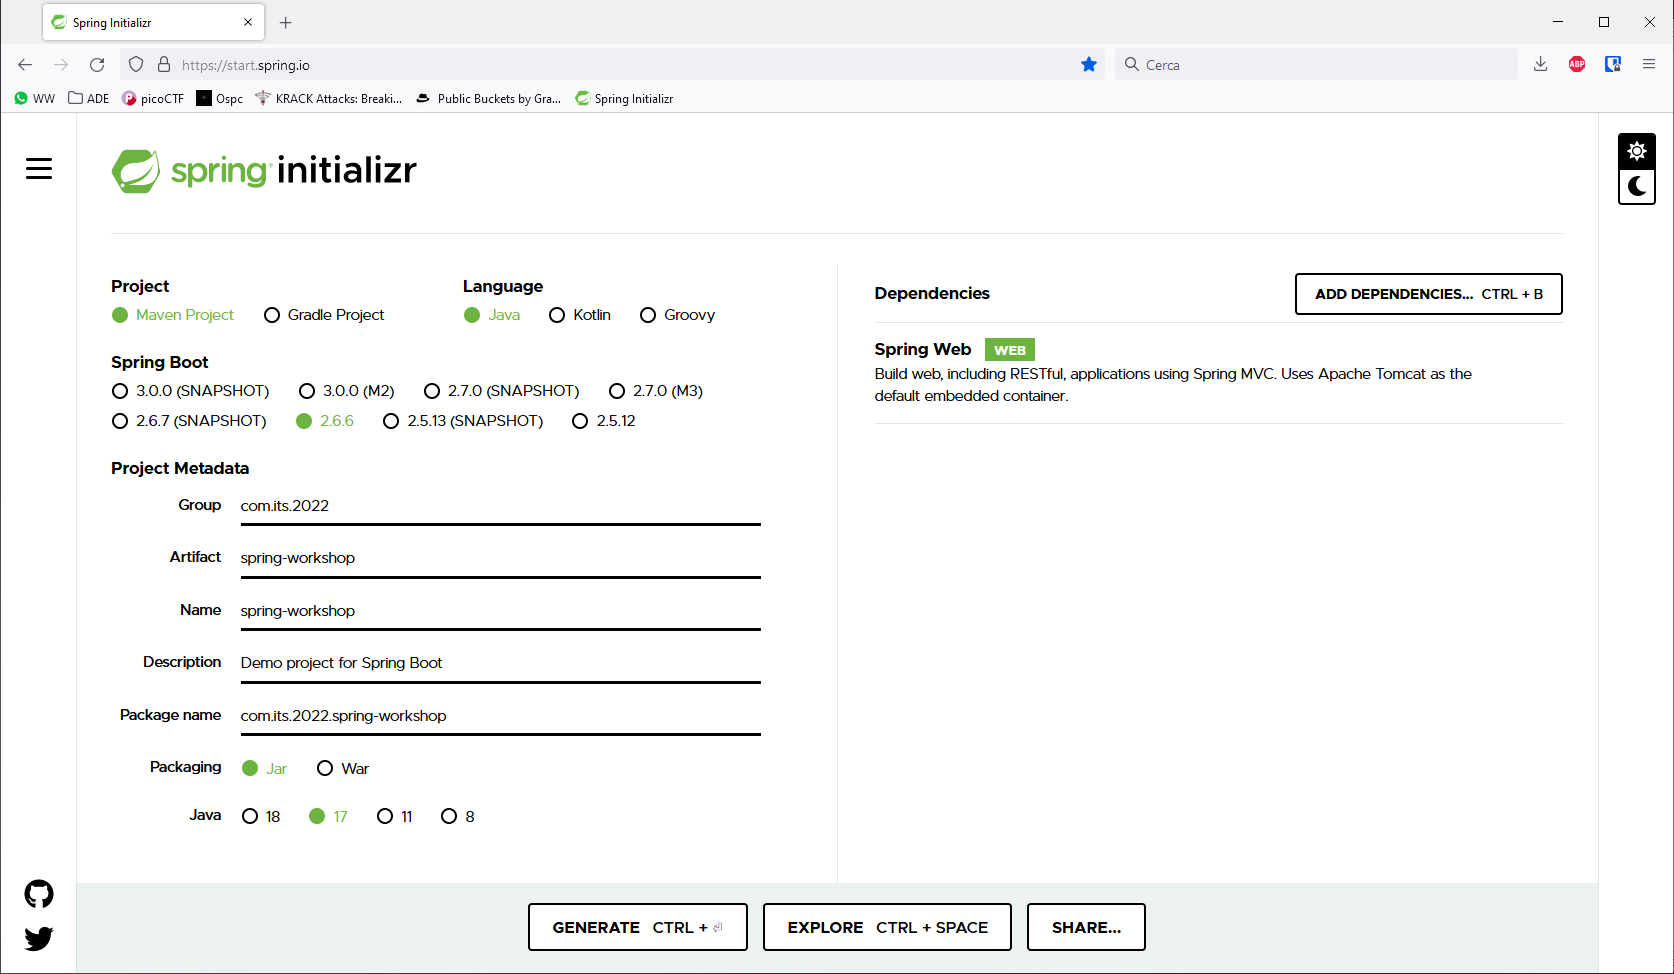 Spring Initializr
https://start.spring.io
Cerca
ABP
WW ADE picoCTF Ospc KRACK Attacks: Breaki... Public Buckets by Gra... Spring Initializr
spring initializr
Project
Maven Project Gradle Project
Language
Java Kotlin Groovy
Spring Boot
3.0.0 (SNAPSHOT) 3.0.0 (M2) 2.7.0 (SNAPSHOT) 2.7.0 (M3)
2.6.7 (SNAPSHOT) 2.6.6 2.5.13 (SNAPSHOT) 2.5.12
Project Metadata
Group com.its.2022
Artifact spring-workshop
Name spring-workshop
Description Demo project for Spring Boot
Package name com.its.2022.spring-workshop
Packaging Jar War
Java 18 17 11 8
Dependencies
ADD DEPENDENCIES... CTRL + B
Spring Web WEB
Build web, including RESTful, applications using Spring MVC. Uses Apache Tomcat as the
default embedded container.
GENERATE CTRL + ⏎
EXPLORE CTRL + SPACE
SHARE...